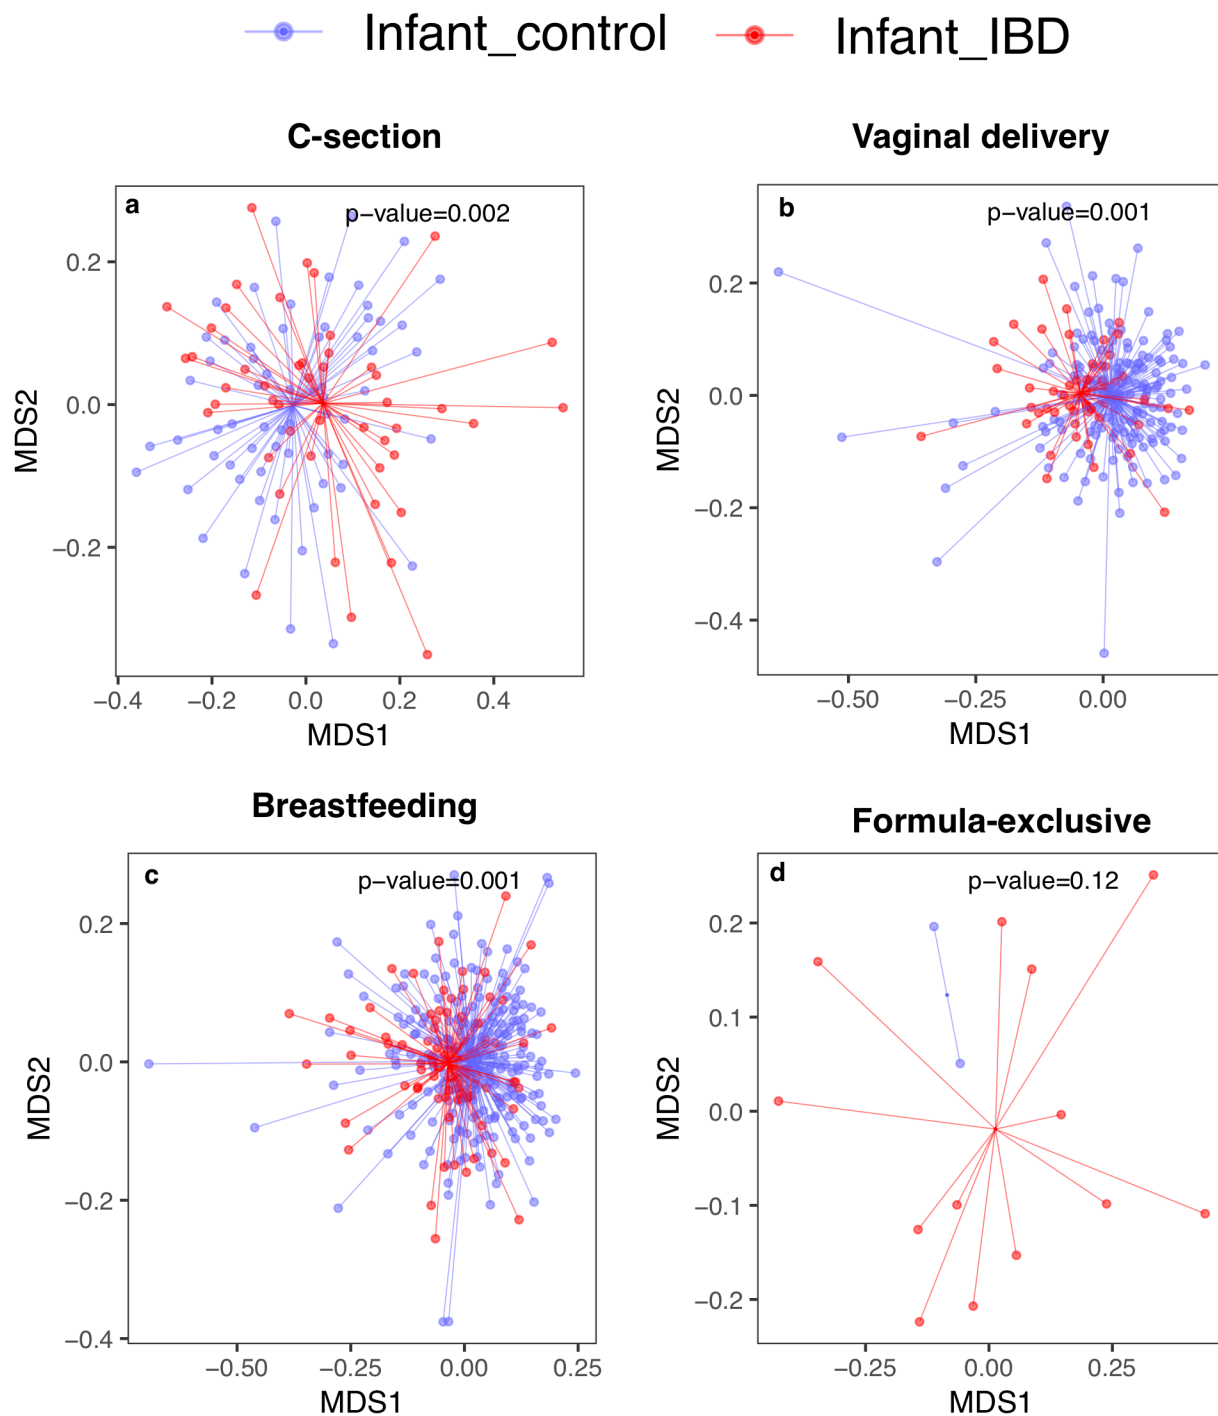 Infant_control Infant_IBD
C-section
a
p-value=0.002
0.2
0.0
−0.2
MDS2
−0.4 −0.2 0.0 0.2 0.4
MDS1
Vaginal delivery
b
p-value=0.001
0.2
0.0
−0.2
−0.4
MDS2
−0.50 −0.25 0.00
MDS1
Breastfeeding
c
p-value=0.001
0.2
0.0
−0.2
−0.4
MDS2
−0.50 −0.25 0.00 0.25
MDS1
Formula-exclusive
d
p-value=0.12
0.2
0.1
0.0
−0.1
−0.2
MDS2
−0.25 0.00 0.25
MDS1